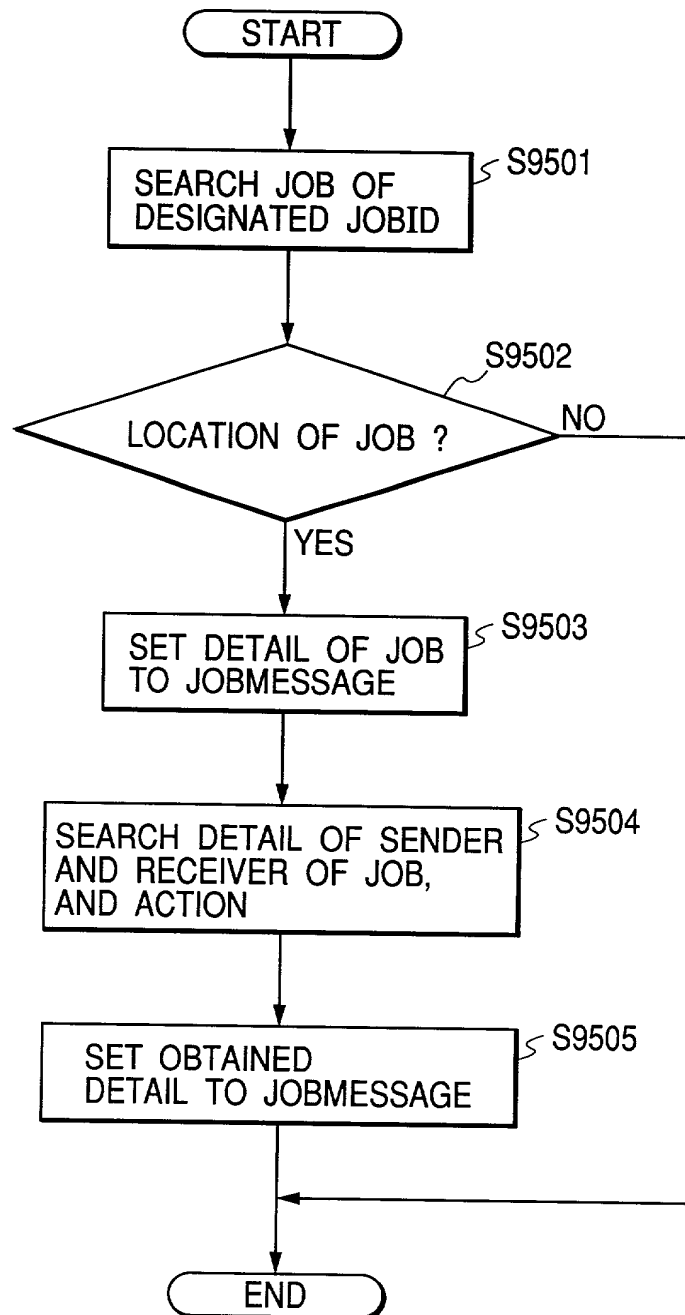 START
S9501
SEARCH JOB OF
DESIGNATED JOBID
S9502
LOCATION OF JOB ?
NO
YES
S9503
SET DETAIL OF JOB
TO JOBMESSAGE
S9504
SEARCH DETAIL OF SENDER
AND RECEIVER OF JOB,
AND ACTION
S9505
SET OBTAINED
DETAIL TO JOBMESSAGE
END